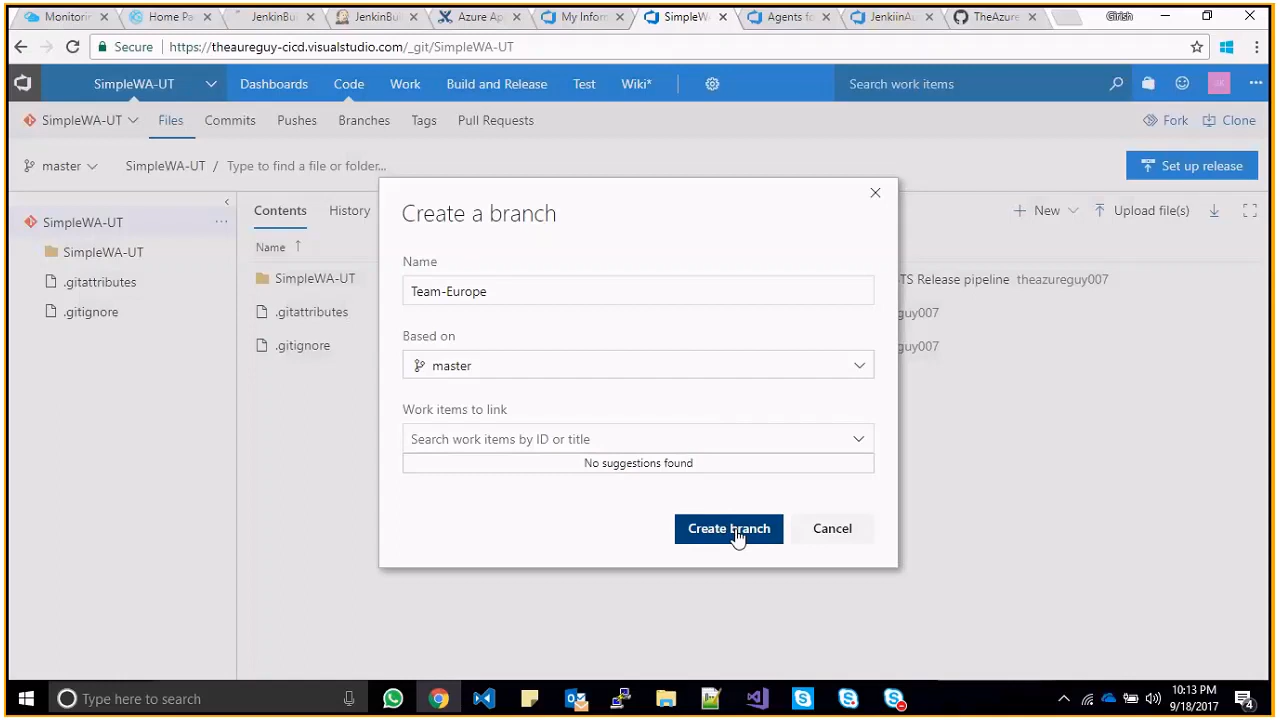 Monitorin
Home Pa
JenkinBui
JenkinBui
Azure Ap
My Infor
SimpleW
Agents fo
JenkiinAu
TheAzure
Girish
Secure
https://theaureguy-cicd.visualstudio.com/_git/SimpleWA-UT
SimpleWA-UT
Dashboards
Code
Work
Build and Release
Test
Wiki*
Search work items
SimpleWA-UT
Files
Commits
Pushes
Branches
Tags
Pull Requests
Fork
Clone
master
SimpleWA-UT /
Type to find a file or folder...
Set up release
SimpleWA-UT
SimpleWA-UT
.gitattributes
.gitignore
Contents
History
New
Upload file(s)
Name
SimpleWA-UT
TS Release pipeline
theazureguy007
.gitattributes
guy007
.gitignore
guy007
Create a branch
Name
Team-Europe
Based on
master
Work items to link
Search work items by ID or title
No suggestions found
Create branch
Cancel
Type here to search
10:13 PM
9/18/2017
4